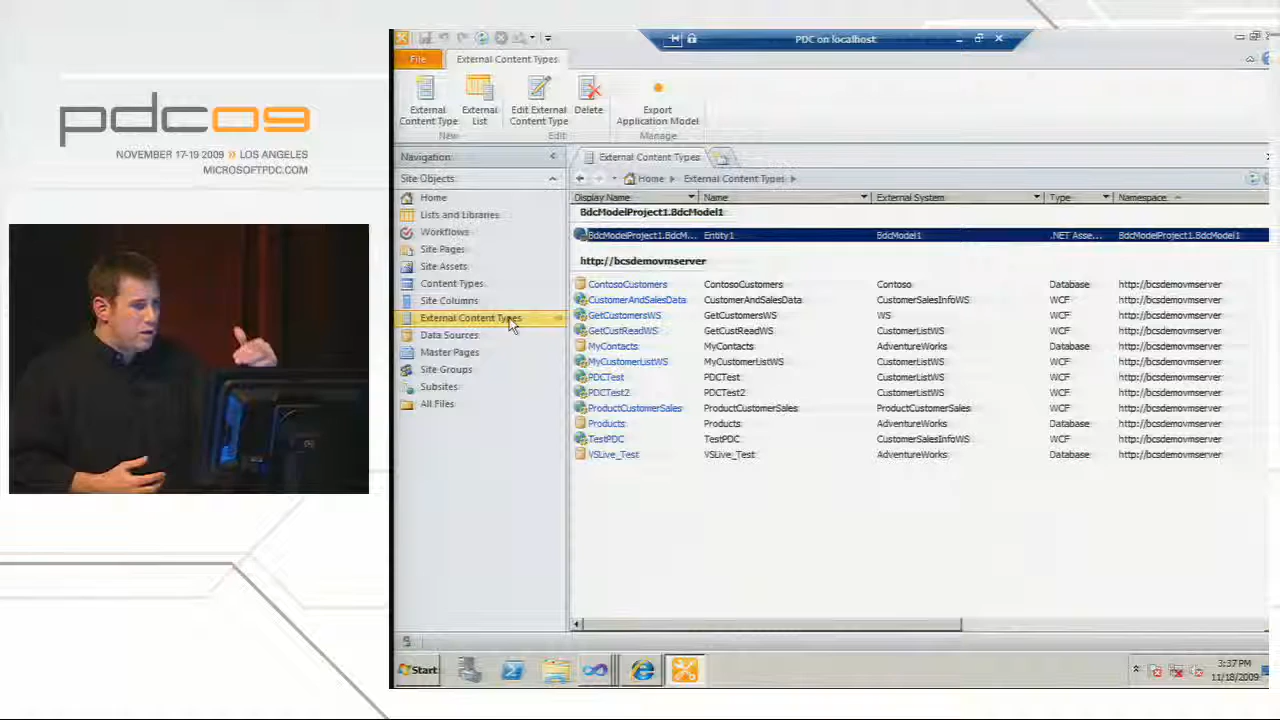 pdc09
NOVEMBER 17-19 2009 » LOS ANGELES
MICROSOFTPDC.COM
PDC on localhost
File
External Content Types
External Content Type
External List
Edit External Content Type
Delete
Export Application Model
New
Edit
Manage
Navigation
Site Objects
Home
Lists and Libraries
Workflows
Site Pages
Site Assets
Content Types
Site Columns
External Content Types
Data Sources
Master Pages
Site Groups
Subsites
All Files
External Content Types
Home External Content Types
Display Name Name External System Type Namespace
BdcModelProject1.BdcModel1
BdcModelProject1.BdcM... Entity1 BdcModel1 .NET Asse... BdcModelProject1.BdcModel1
http://bcsdemovmserver
ContosoCustomers ContosoCustomers Contoso Database http://bcsdemovmserver
CustomerAndSalesData CustomerAndSalesData CustomerSalesInfoWS WCF http://bcsdemovmserver
GetCustomersWS GetCustomersWS WS WCF http://bcsdemovmserver
GetCustReadWS GetCustReadWS CustomerListWS WCF http://bcsdemovmserver
MyContacts MyContacts AdventureWorks Database http://bcsdemovmserver
MyCustomerListWS MyCustomerListWS CustomerListWS WCF http://bcsdemovmserver
PDCTest PDCTest CustomerListWS WCF http://bcsdemovmserver
PDCTest2 PDCTest2 CustomerListWS WCF http://bcsdemovmserver
ProductCustomerSales ProductCustomerSales ProductCustomerSales WCF http://bcsdemovmserver
Products Products AdventureWorks Database http://bcsdemovmserver
TestPDC TestPDC CustomerSalesInfoWS WCF http://bcsdemovmserver
VSLive_Test VSLive_Test AdventureWorks Database http://bcsdemovmserver
Start
3:37 PM
11/18/2009